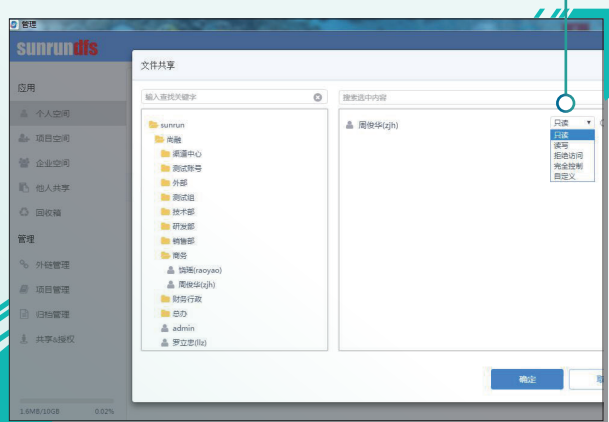 管理
sunrundfs
文件共享
应用
个人空间
项目空间
企业空间
他人共享
回收箱
管理
外链管理
项目管理
归档管理
共享&授权
1.6MB/10GB 0.02%
输入查找关键字
搜索选中内容
sunrun
尚融
渠道中心
测试账号
外部
测试组
技术部
研发部
销售部
商务
饶瑶(raoyao)
周俊华(zjh)
财务行政
总办
admin
罗立忠(llz)
周俊华(zjh)
只读
只读
读写
拒绝访问
完全控制
自定义
确定